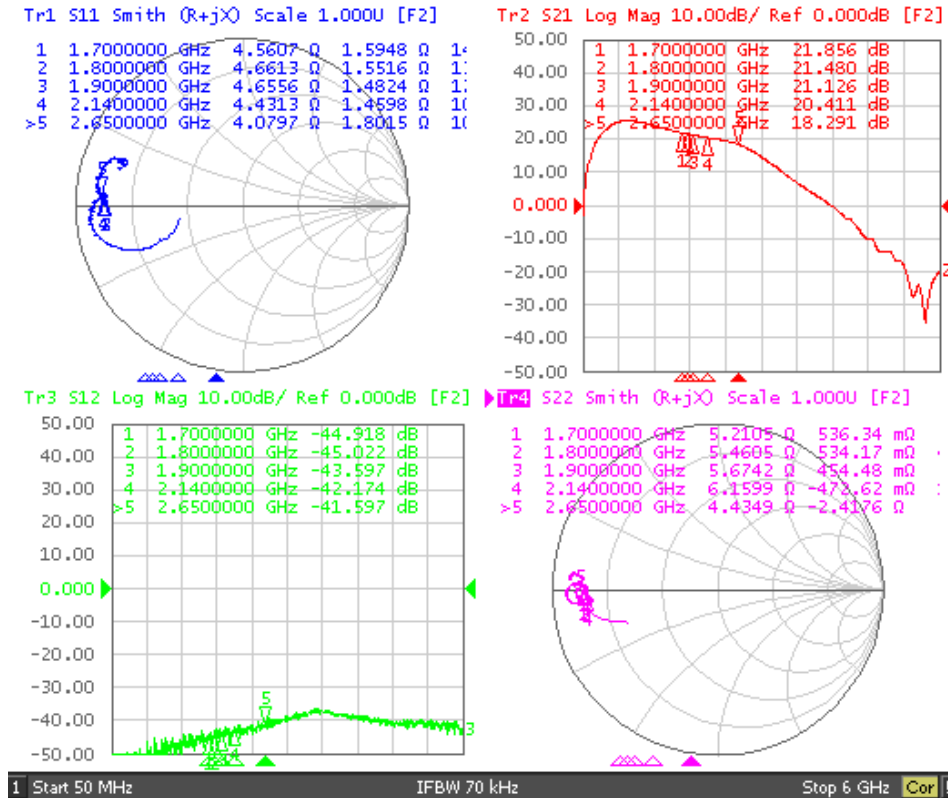 Tr1 S11 Smith (R+jX) Scale 1.000U [F2]
1 1.7000000 GHz 4.5607 Ω 1.5948 Ω 14
2 1.8000000 GHz 4.6613 Ω 1.5516 Ω
3 1.9000000 GHz 4.6556 Ω 1.4824 Ω
4 2.1400000 GHz 4.4313 Ω 1.4598 Ω 10
>5 2.6500000 GHz 4.0797 Ω 1.8015 Ω 10
Tr2 S21 Log Mag 10.00dB/ Ref 0.000dB [F2]
50.00
40.00
30.00
20.00
10.00
0.000
-10.00
-20.00
-30.00
-40.00
-50.00
1 1.7000000 GHz 21.856 dB
2 1.8000000 GHz 21.480 dB
3 1.9000000 GHz 21.126 dB
4 2.1400000 GHz 20.411 dB
>5 2.6500000 GHz 18.291 dB
5
1 2 3 4
2
Tr3 S12 Log Mag 10.00dB/ Ref 0.000dB [F2]
50.00
40.00
30.00
20.00
10.00
0.000
-10.00
-20.00
-30.00
-40.00
-50.00
1 1.7000000 GHz -44.918 dB
2 1.8000000 GHz -45.022 dB
3 1.9000000 GHz -43.597 dB
4 2.1400000 GHz -42.174 dB
>5 2.6500000 GHz -41.597 dB
5
3
Tr4 S22 Smith (R+jX) Scale 1.000U [F2]
1 1.7000000 GHz 5.2105 Ω 536.34 mΩ
2 1.8000000 GHz 5.4605 Ω 534.17 mΩ
3 1.9000000 GHz 5.6742 Ω 454.48 mΩ
4 2.1400000 GHz 6.1599 Ω -472.62 mΩ
>5 2.6500000 GHz 4.4349 Ω -2.4176 Ω
1 Start 50 MHz IFBW 70 kHz Stop 6 GHz Cor